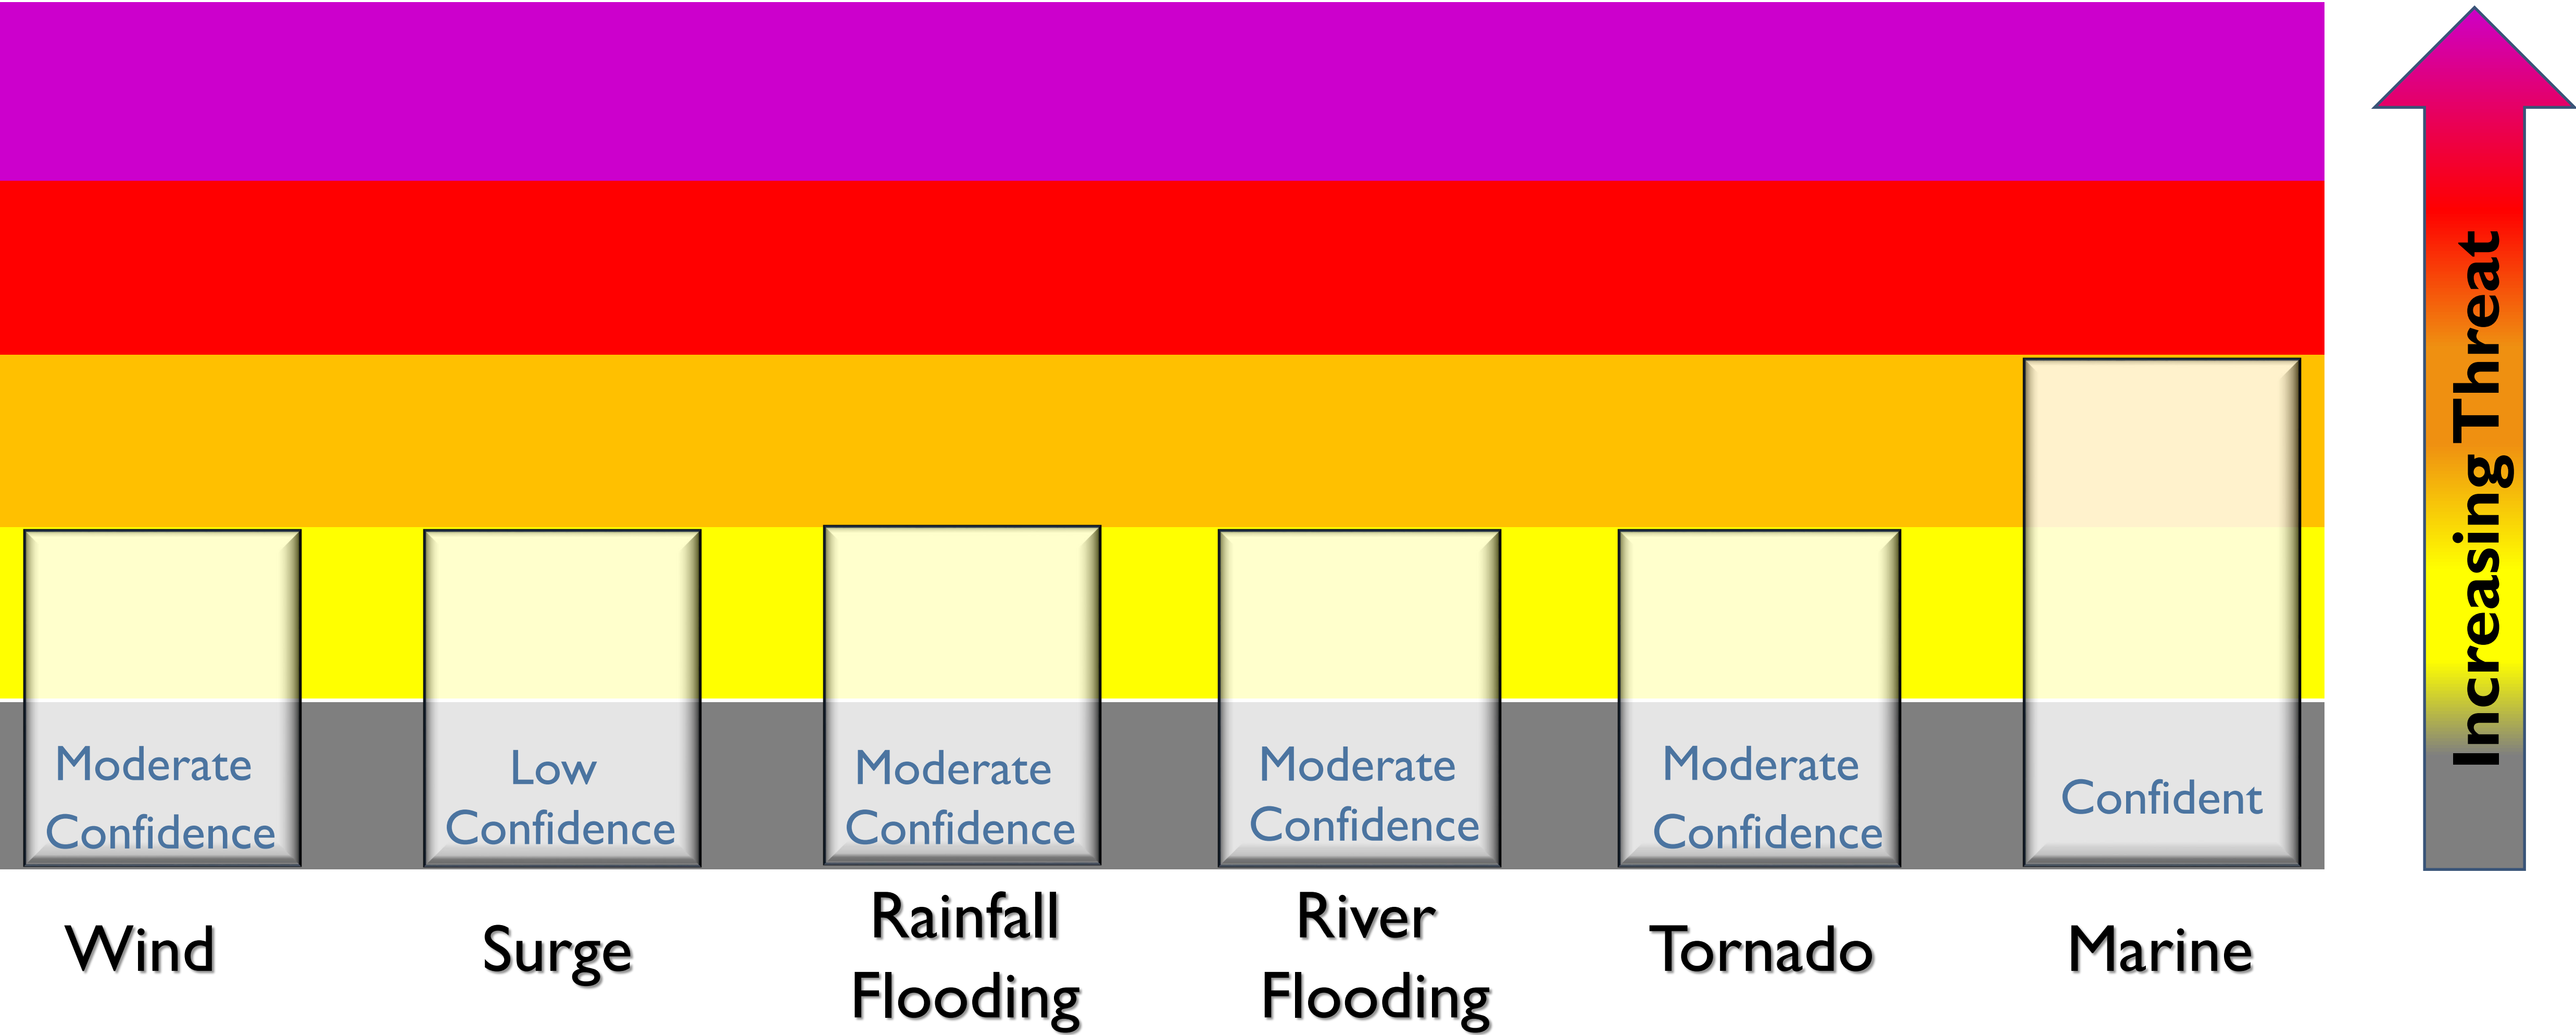 Moderate
Confidence
Low
Confidence
Moderate
Confidence
Moderate
Confidence
Moderate
Confidence
Confident
Wind
Surge
Rainfall
Flooding
River
Flooding
Tornado
Marine
Increasing Threat